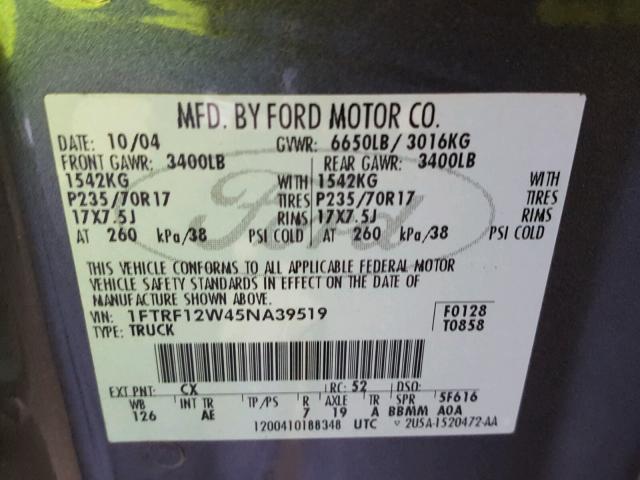 MFD. BY FORD MOTOR CO.
DATE: 10/04 GVWR: 6650LB/ 3016KG
FRONT GAWR: 3400LB REAR GAWR: 3400LB
1542KG WITH 1542KG WITH
P235/70R17 TIRES P235/70R17 TIRES
17X7.5J RIMS 17X7.5J RIMS
AT 260 kPa/38 PSI COLD AT 260 kPa/38 PSI COLD
Ford
THIS VEHICLE CONFORMS TO ALL APPLICABLE FEDERAL MOTOR
VEHICLE SAFETY STANDARDS IN EFFECT ON THE DATE OF
MANUFACTURE SHOWN ABOVE.
VIN: 1FTRF12W45NA39519 F0128
TYPE: TRUCK T0858
EXT PNT: CX RC: 52 DSO:
WB INT TR TP/PS R AXLE TR SPR 5F616
126 AE 7 19 A BBMM A0A
1200410188348 UTC 2U5A-1520472-AA